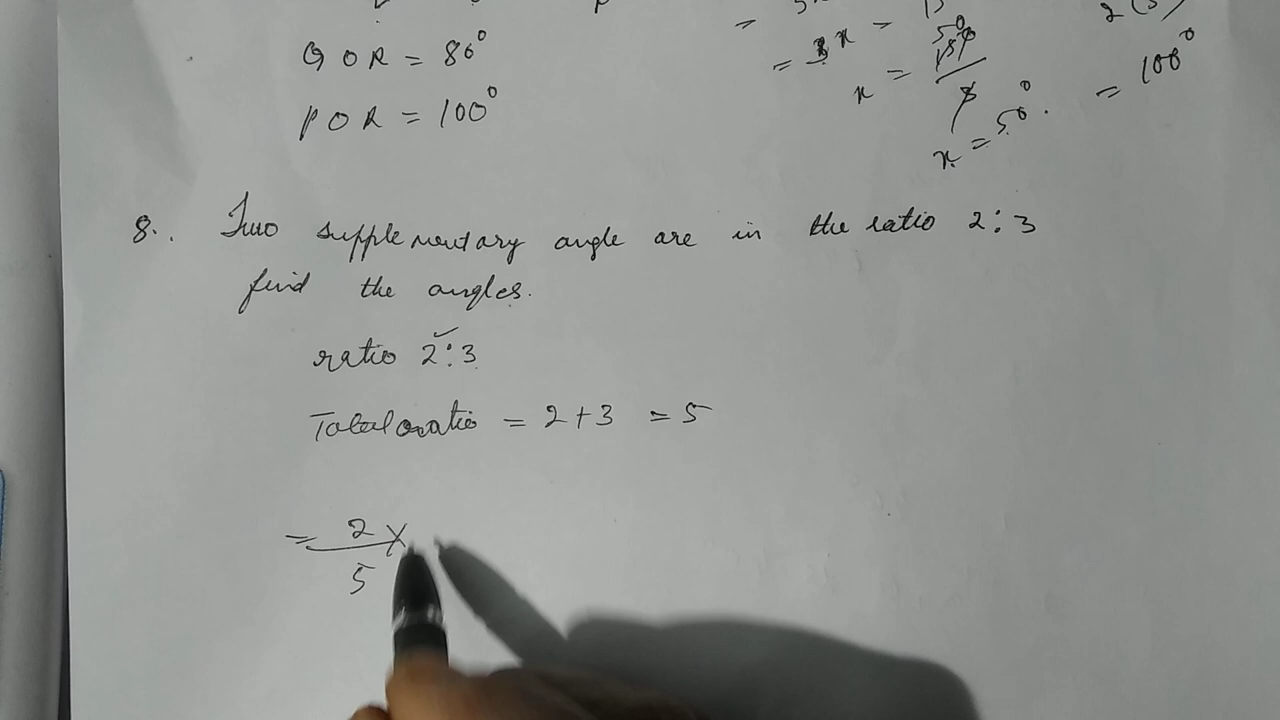 QOR = 80°
POR = 100°
x = 50°.
= 100°
8.. Two supplementary angle are in the ratio 2:3
find the angles.
ratio 2:3
Total ratio = 2+3 = 5
= 2 ×
5